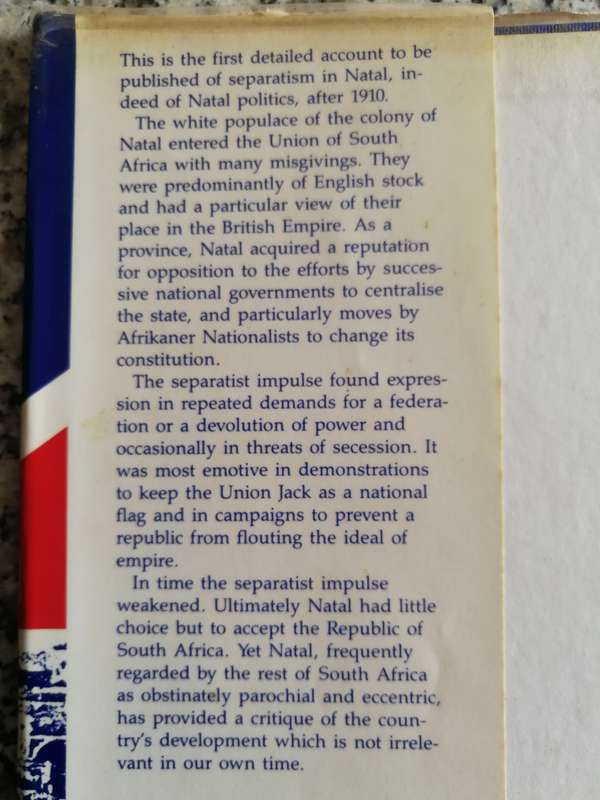 This is the first detailed account to be
published of separatism in Natal, in-
deed of Natal politics, after 1910.
The white populace of the colony of
Natal entered the Union of South
Africa with many misgivings. They
were predominantly of English stock
and had a particular view of their
place in the British Empire. As a
province, Natal acquired a reputation
for opposition to the efforts by succes-
sive national governments to centralise
the state, and particularly moves by
Afrikaner Nationalists to change its
constitution.
The separatist impulse found expres-
sion in repeated demands for a federa-
tion or a devolution of power and
occasionally in threats of secession. It
was most emotive in demonstrations
to keep the Union Jack as a national
flag and in campaigns to prevent a
republic from flouting the ideal of
empire.
In time the separatist impulse
weakened. Ultimately Natal had little
choice but to accept the Republic of
South Africa. Yet Natal, frequently
regarded by the rest of South Africa
as obstinately parochial and eccentric,
has provided a critique of the coun-
try's development which is not irrele-
vant in our own time.